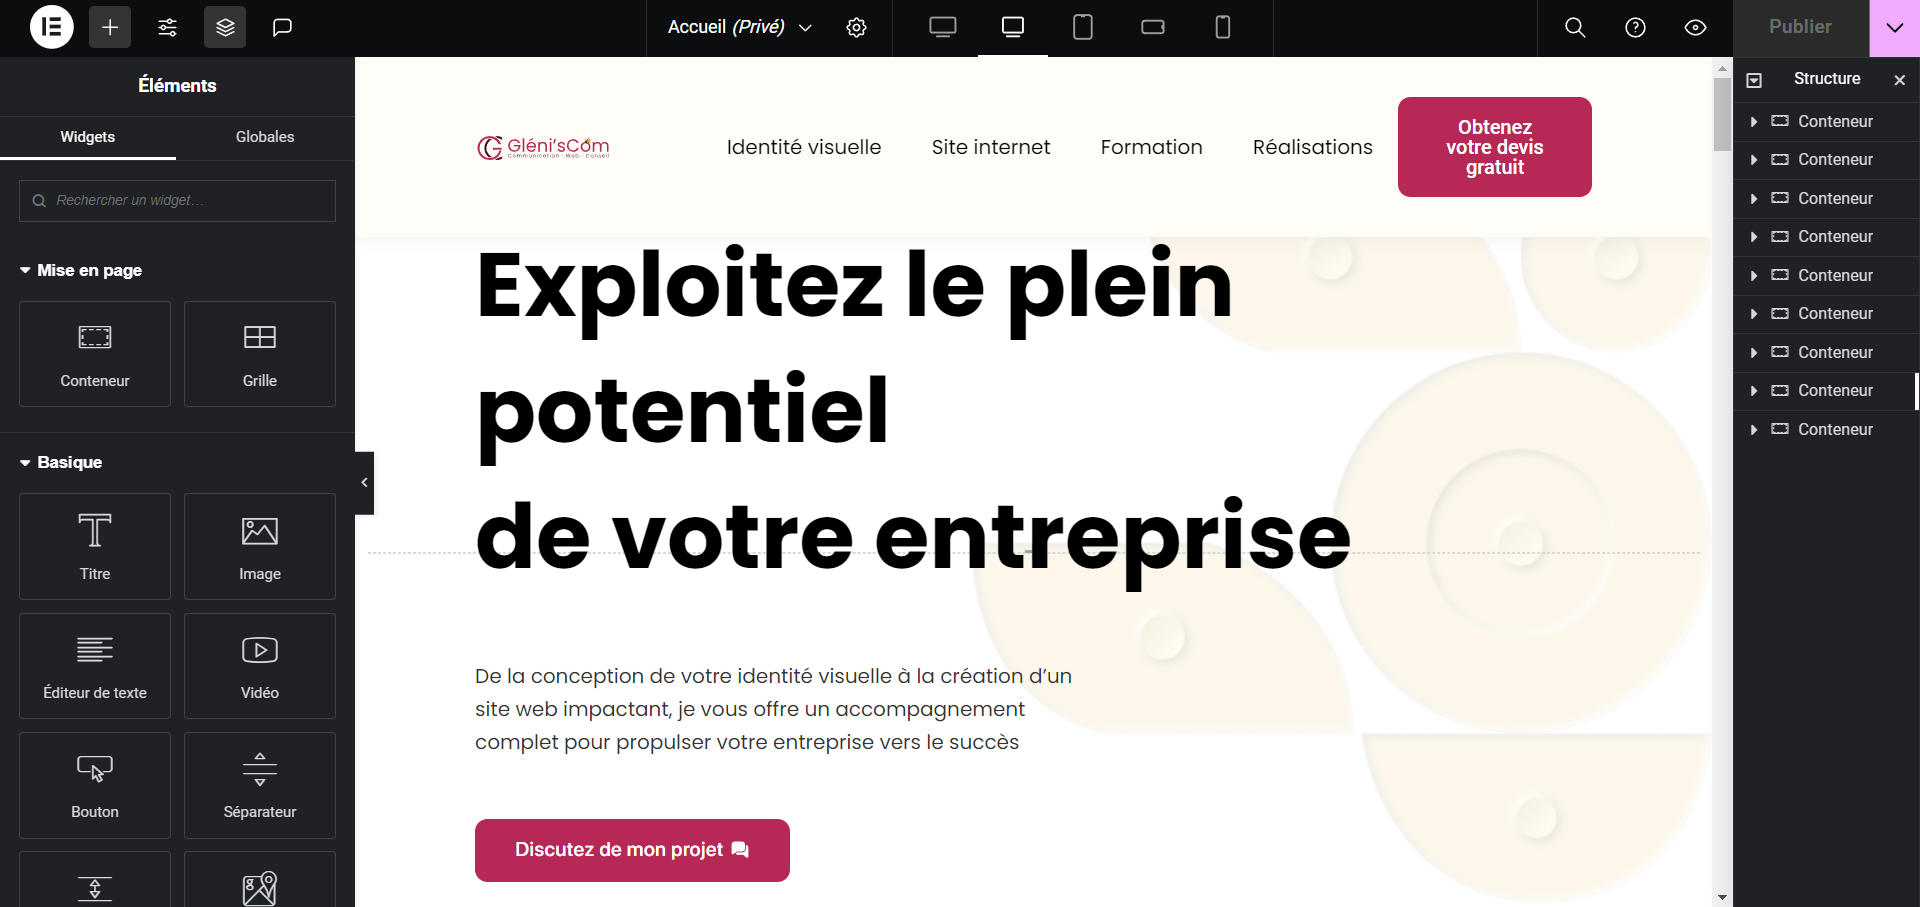 Accueil (Privé)
Publier
Éléments
Widgets
Globales
Rechercher un widget...
Mise en page
Conteneur
Grille
Basique
Titre
Image
Éditeur de texte
Vidéo
Bouton
Séparateur
Gléni'sCom
Communication - Web - Conseil
Identité visuelle
Site internet
Formation
Réalisations
Obtenez
votre devis
gratuit
Exploitez le plein
potentiel
de votre entreprise
De la conception de votre identité visuelle à la création d’un
site web impactant, je vous offre un accompagnement
complet pour propulser votre entreprise vers le succès
Discutez de mon projet
Structure
Conteneur
Conteneur
Conteneur
Conteneur
Conteneur
Conteneur
Conteneur
Conteneur
Conteneur